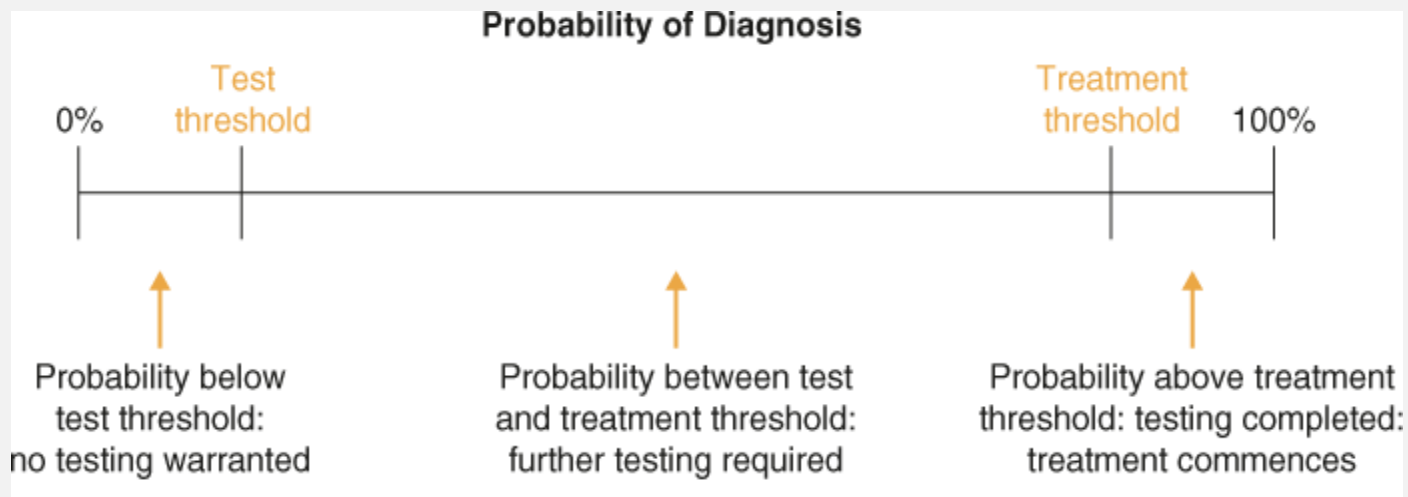 Probability of Diagnosis
0%
Test
threshold
Treatment
threshold
100%
Probability below
test threshold:
no testing warranted
Probability between test
and treatment threshold:
further testing required
Probability above treatment
threshold: testing completed:
treatment commences